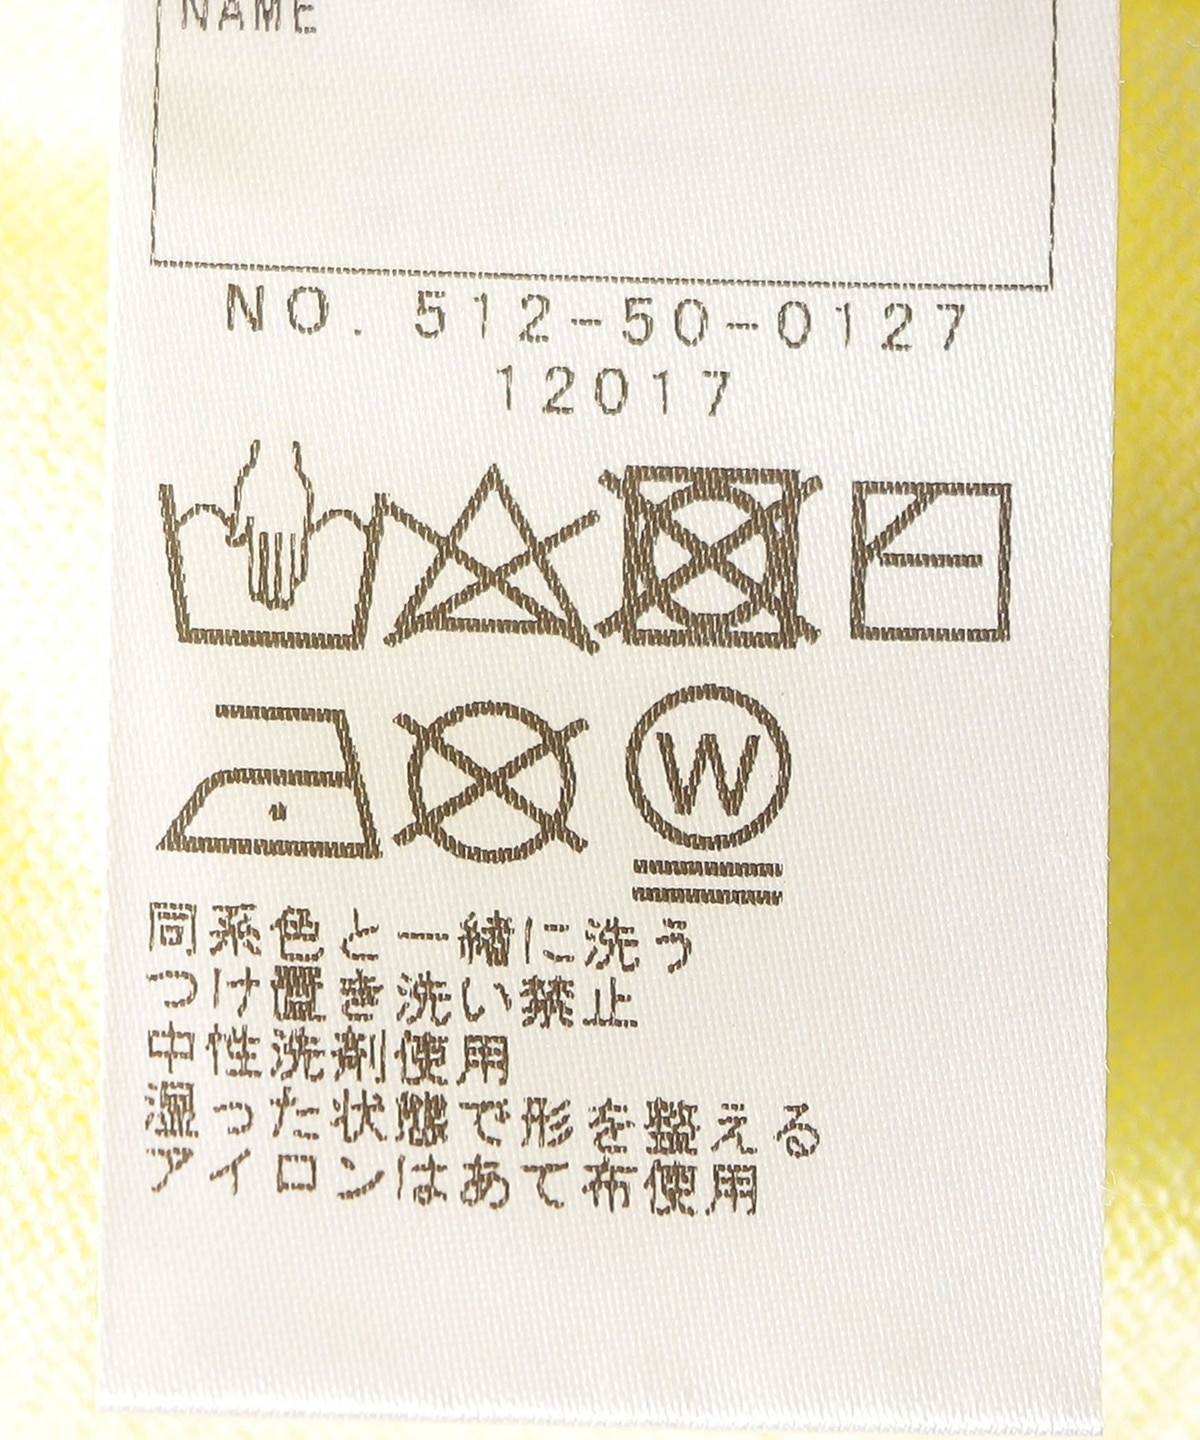 NAME
NO. 512-50-0127
12017
W
同系色と一緒に洗う
つけ置き洗い禁止
中性洗剤使用
湿った状態で形を整える
アイロンはあて布使用